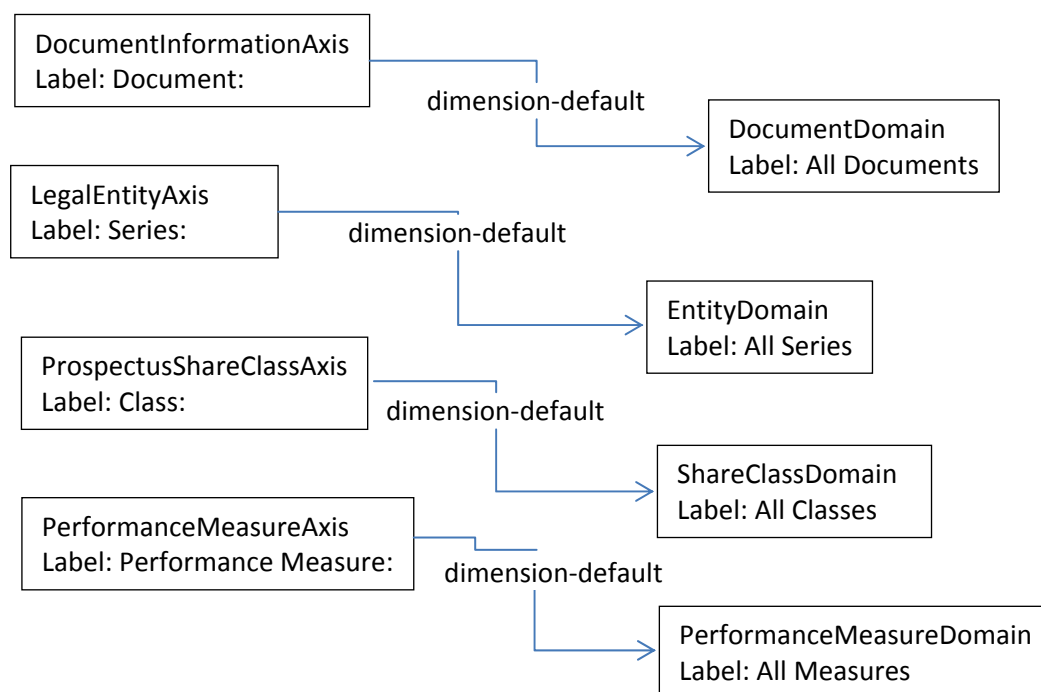 DocumentInformationAxis
Label: Document:
dimension-default
DocumentDomain
Label: All Documents
LegalEntityAxis
Label: Series:
dimension-default
EntityDomain
Label: All Series
ProspectusShareClassAxis
Label: Class:
dimension-default
ShareClassDomain
Label: All Classes
PerformanceMeasureAxis
Label: Performance Measure:
dimension-default
PerformanceMeasureDomain
Label: All Measures